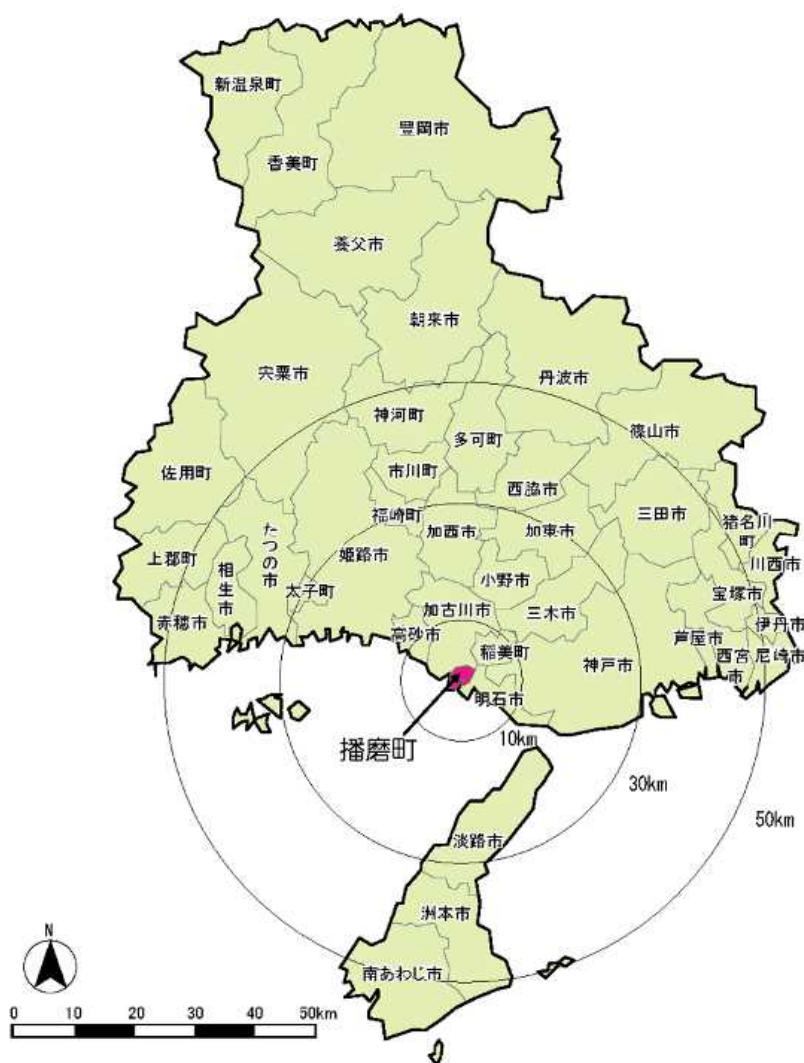 新温泉町
豊岡市
香美町
養父市
朝来市
宍粟市
丹波市
神河町
多可町
篠山市
佐用町
市川町
西脇市
三田市
猪名川
町
福崎町
加西市
加東市
たつの市
上郡町
姫路市
川西市
相生市
太子町
小野市
宝塚市
赤穂市
加古川市
三木市
伊丹市
高砂市
芦屋市
稲美町
神戸市
西宮
市
尼崎市
明石市
播磨町
10km
30km
50km
淡路市
洲本市
南あわじ市
N
0 10 20 30 40 50km